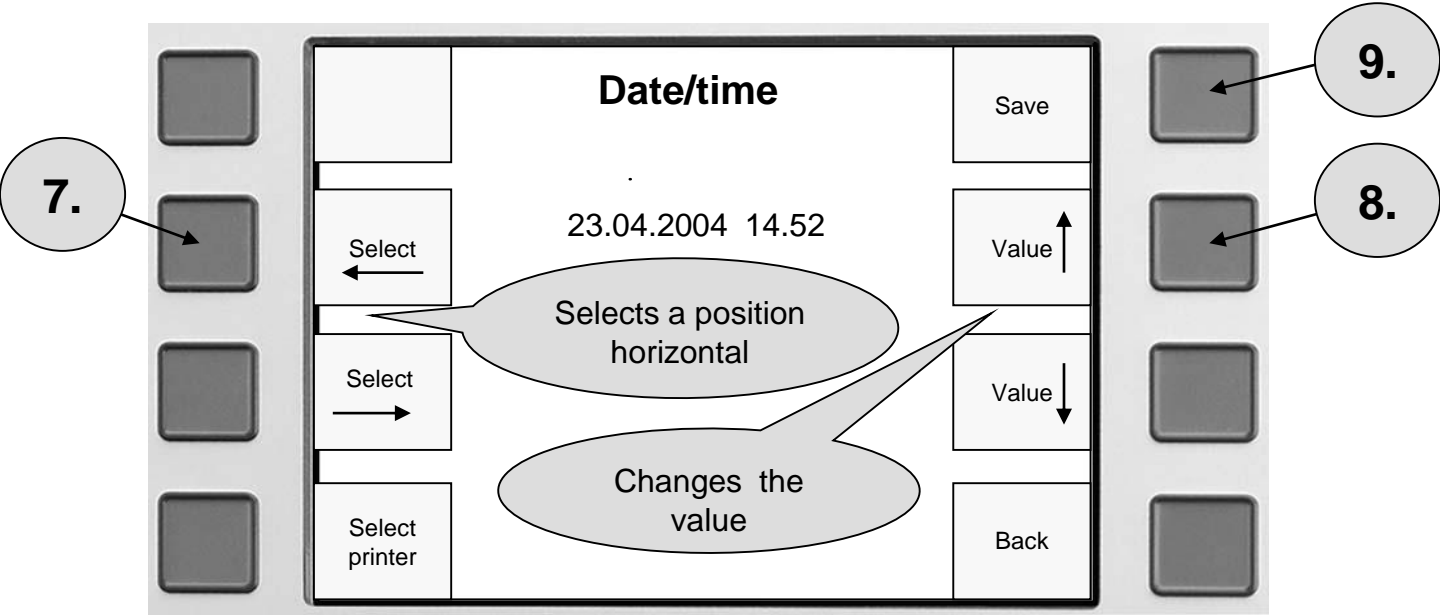 Date/time
Save
9.
7.
8.
23.04.2004 14.52
Select
Value
Selects a position
horizontal
Select
Value
Changes the
value
Select
printer
Back